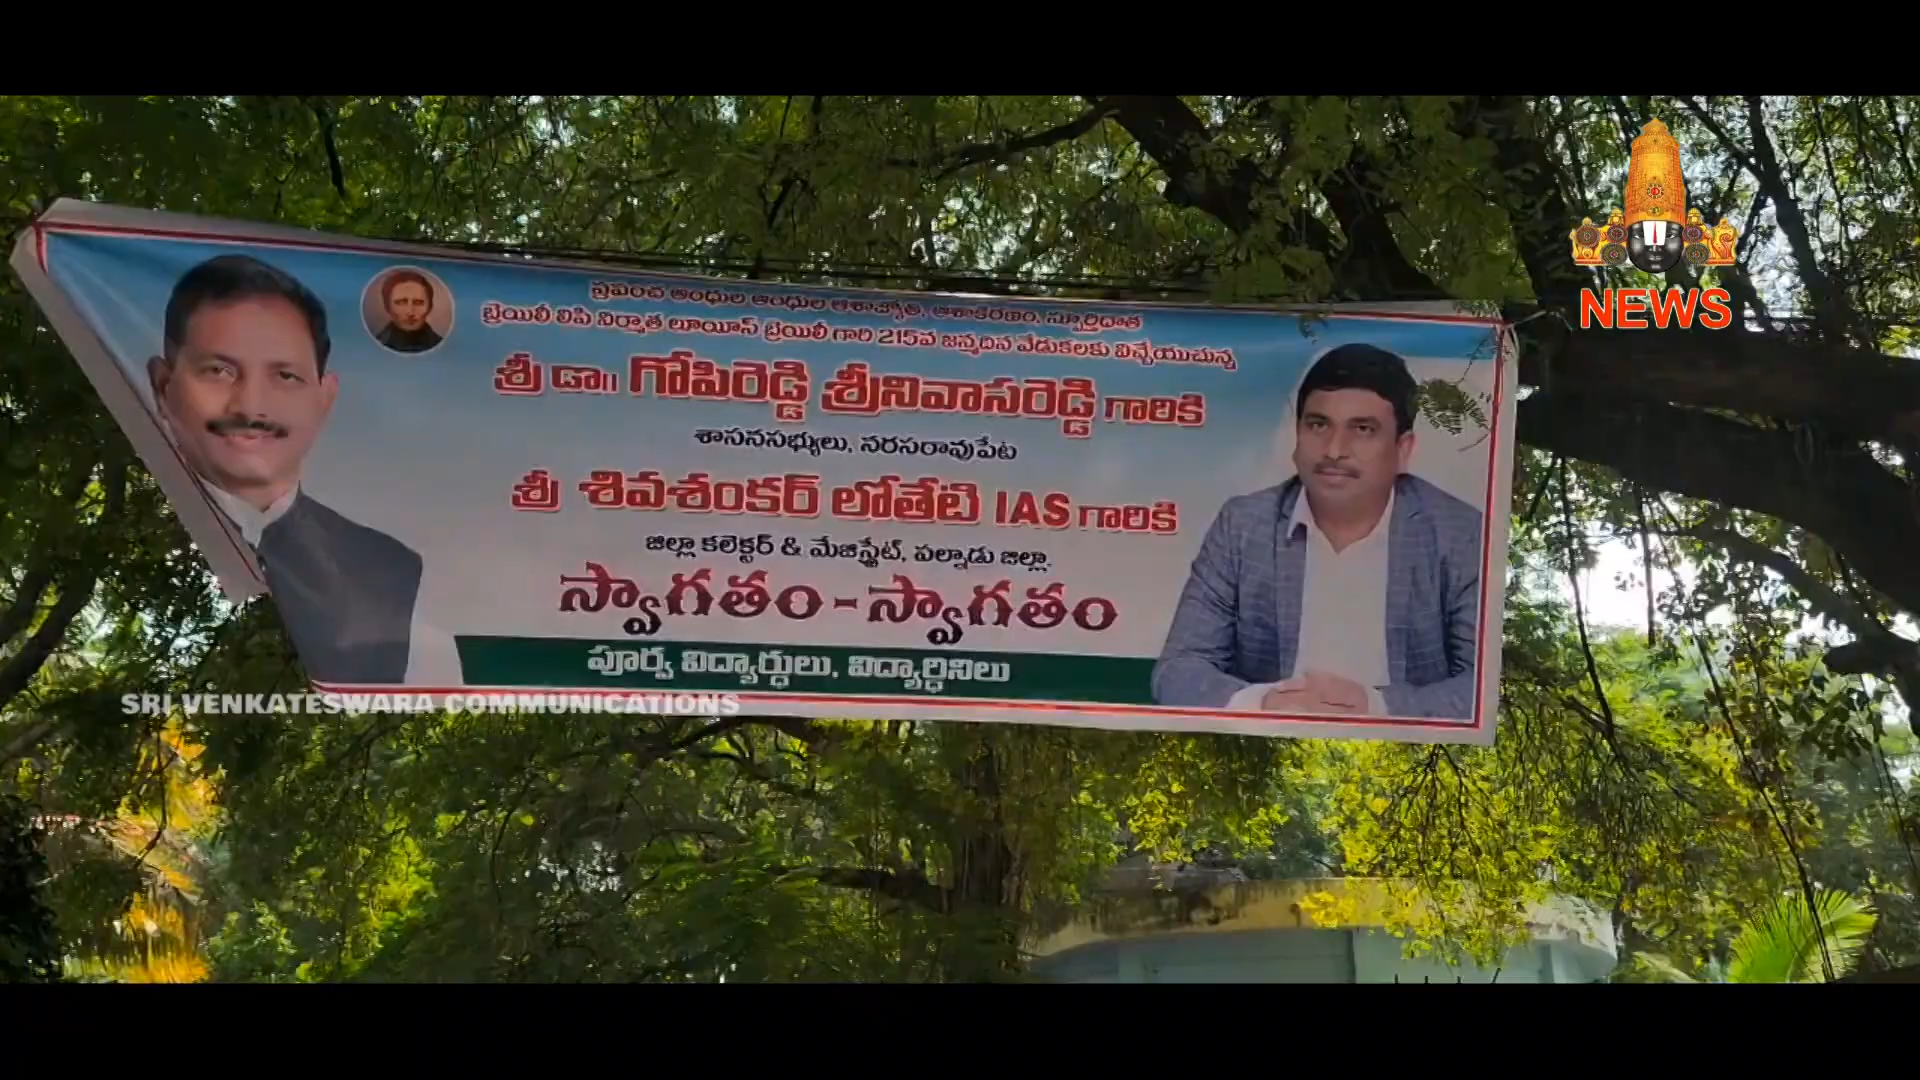 ప్రపంచ అంధుల ఆంధుల ఆశాజ్యోతి, ఆశాకిరణం, స్ఫూర్తిదాత
బ్రెయిలీ లిపి నిర్మాత లూయీస్ బ్రెయిలీ గారి 215వ జన్మదిన వేడుకలకు విచ్చేయుచున్న
శ్రీ డా॥ గోపిరెడ్డి శ్రీనివాసరెడ్డి గారికి
శాసనసభ్యులు, నరసరావుపేట
శ్రీ శివశంకర్ లోతేటి IAS గారికి
జిల్లా కలెక్టర్ & మేజిస్ట్రేట్, పల్నాడు జిల్లా.
స్వాగతం - స్వాగతం
పూర్వ విద్యార్థులు, విద్యార్థినిలు
NEWS
SRI VENKATESWARA COMMUNICATIONS